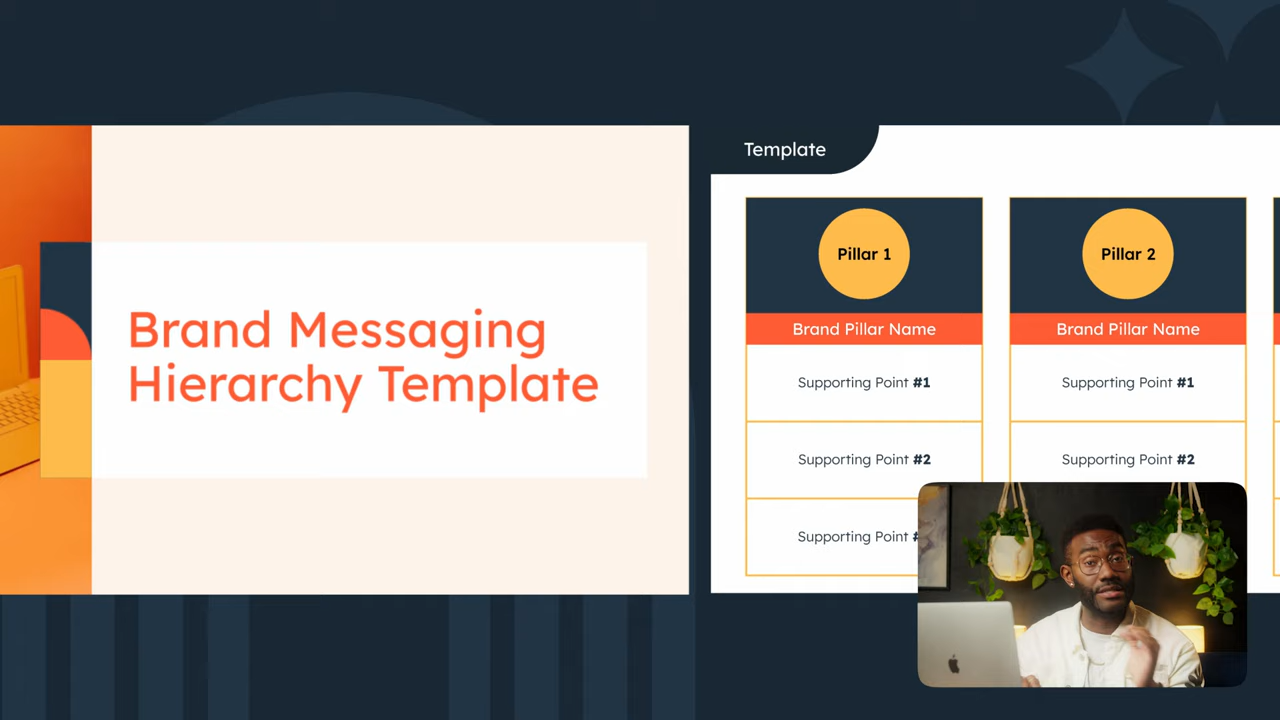 Brand Messaging
Hierarchy Template
Template
Pillar 1
Brand Pillar Name
Supporting Point #1
Supporting Point #2
Supporting Point
Pillar 2
Brand Pillar Name
Supporting Point #1
Supporting Point #2